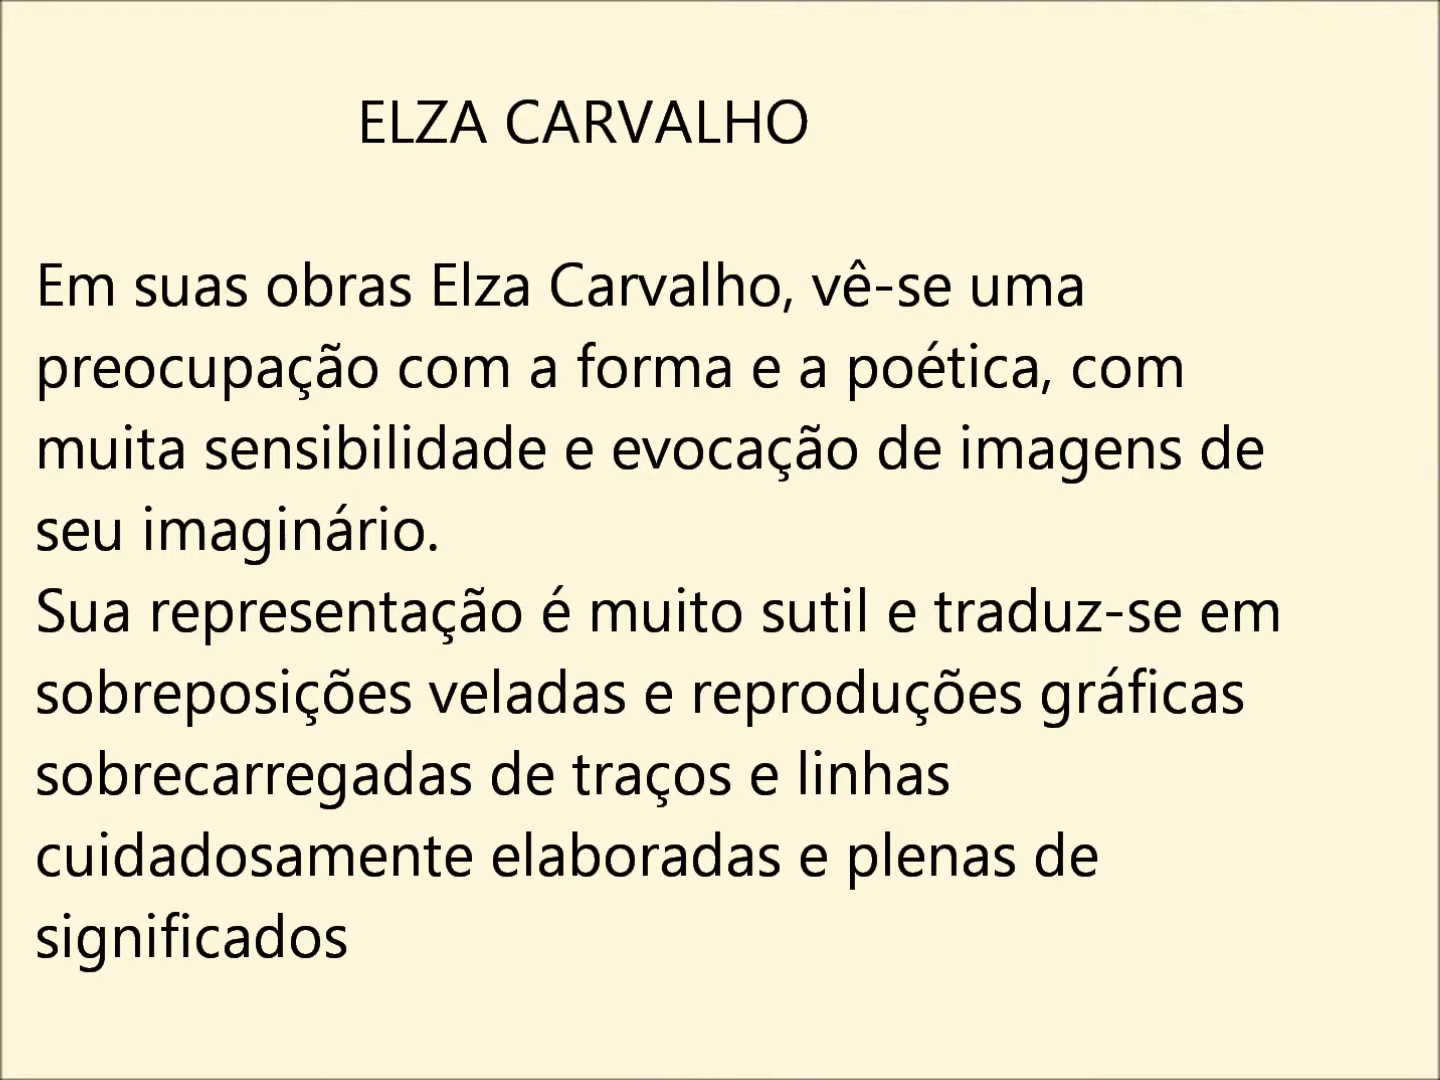 ELZA CARVALHO
Em suas obras Elza Carvalho, vê-se uma
preocupação com a forma e a poética, com
muita sensibilidade e evocação de imagens de
seu imaginário.
Sua representação é muito sutil e traduz-se em
sobreposições veladas e reproduções gráficas
sobrecarregadas de traços e linhas
cuidadosamente elaboradas e plenas de
significados